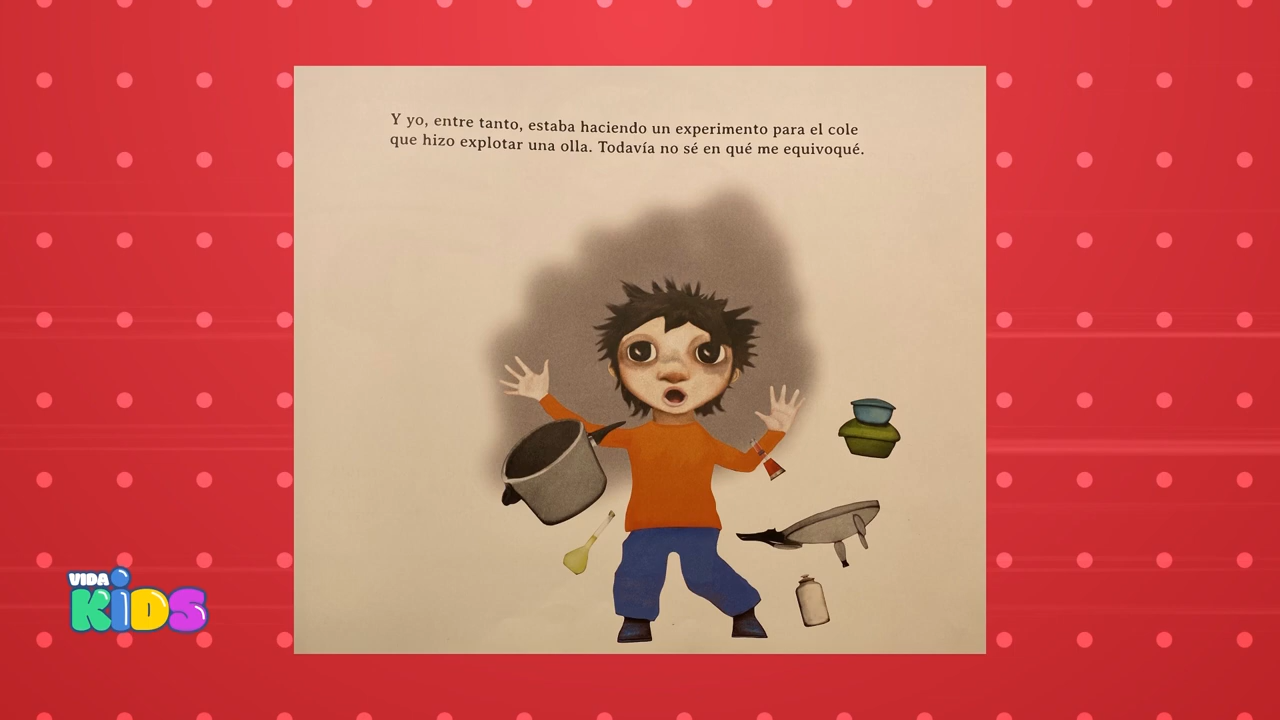 Y yo, entre tanto, estaba haciendo un experimento para el cole
que hizo explotar una olla. Todavía no sé en qué me equivoqué.
VIDA
KiDS